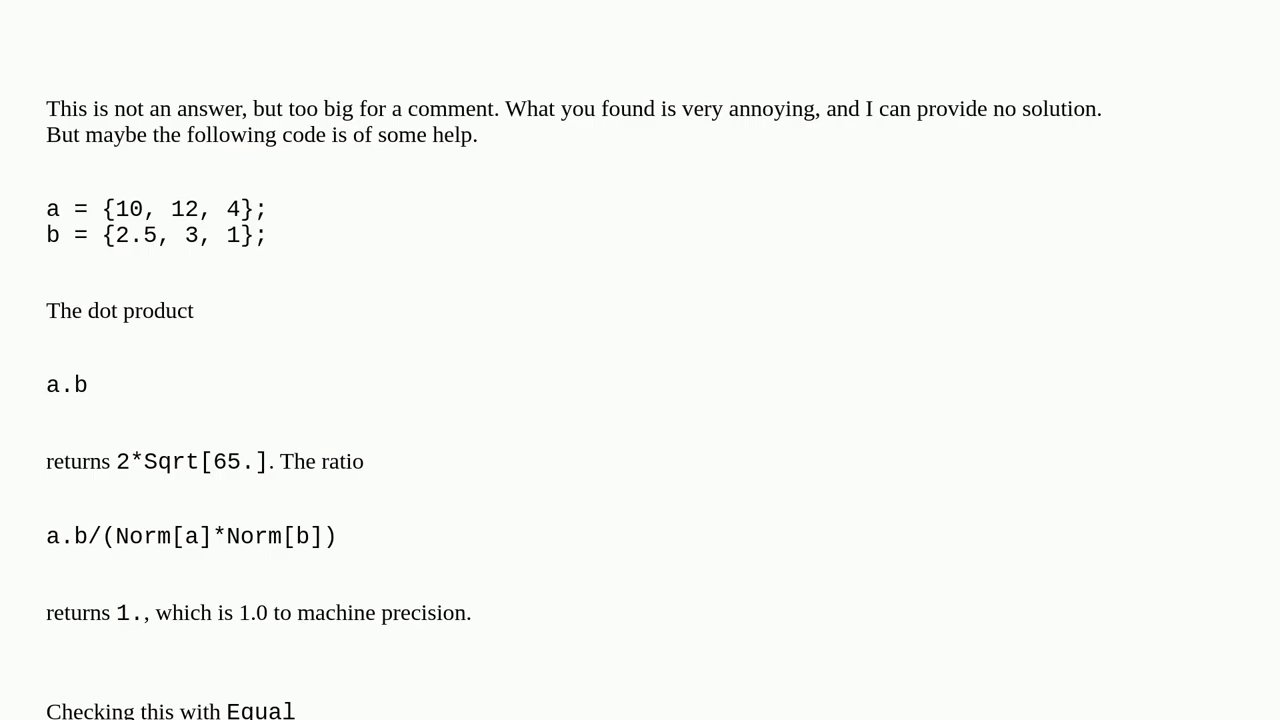 This is not an answer, but too big for a comment. What you found is very annoying, and I can provide no solution.
But maybe the following code is of some help.
a = {10, 12, 4};
b = {2.5, 3, 1};
The dot product
a.b
returns 2*Sqrt[65.]. The ratio
a.b/(Norm[a]*Norm[b])
returns 1., which is 1.0 to machine precision.
Checking this with Equal